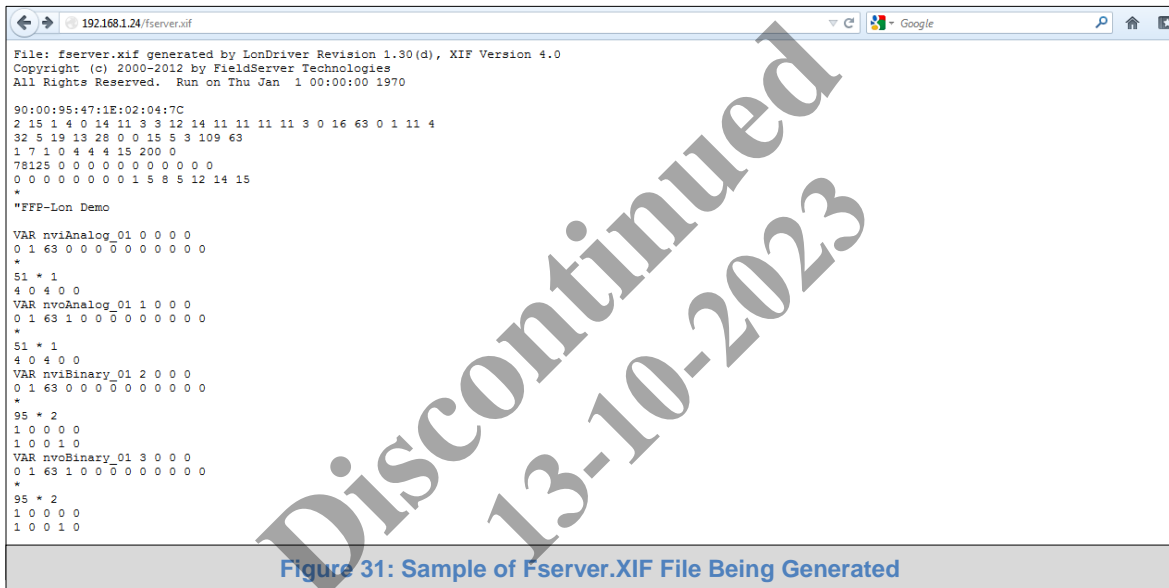 192.168.1.24/fserver.xif
Google
File: fserver.xif generated by LonDriver Revision 1.30(d), XIF Version 4.0
Copyright (c) 2000-2012 by FieldServer Technologies
All Rights Reserved.  Run on Thu Jan  1 00:00:00 1970
90:00:95:47:1E:02:04:7C
2 15 1 4 0 14 11 3 3 12 14 11 11 11 11 3 0 16 63 0 1 11 4
32 5 19 13 28 0 0 15 5 3 109 63
1 7 1 0 4 4 4 15 200 0
78125 0 0 0 0 0 0 0 0 0 0 0
0 0 0 0 0 0 0 0 1 5 8 5 12 14 15
*
"FFP-Lon Demo
VAR nviAnalog_01 0 0 0 0
0 1 63 0 0 0 0 0 0 0 0 0 0
*
51 * 1
4 0 4 0 0
VAR nvoAnalog_01 1 0 0 0
0 1 63 1 0 0 0 0 0 0 0 0 0
*
51 * 1
4 0 4 0 0
VAR nviBinary_01 2 0 0 0
0 1 63 0 0 0 0 0 0 0 0 0 0
*
95 * 2
1 0 0 0 0
1 0 0 1 0
VAR nvoBinary_01 3 0 0 0
0 1 63 1 0 0 0 0 0 0 0 0 0
*
95 * 2
1 0 0 0 0
1 0 0 1 0
Discontinued
13-10-2023
Figure 31: Sample of Fserver.XIF File Being Generated